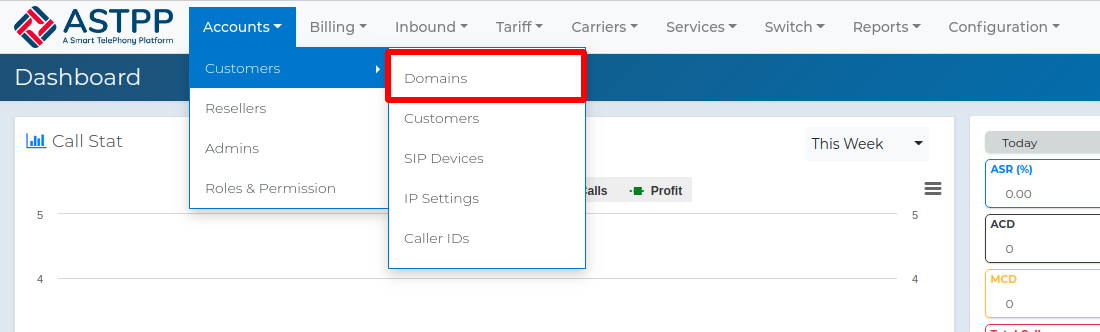 ASTPP
A Smart TelePhony Platform
Accounts Billing Inbound Tariff Carriers Services Switch Reports Configuration
Dashboard
Customers
Resellers
Admins
Roles & Permission
Domains
Customers
SIP Devices
IP Settings
Caller IDs
Call Stat
This Week
Profit
5 5
4 4
Today
ASR (%)
0.00
ACD
0
MCD
0